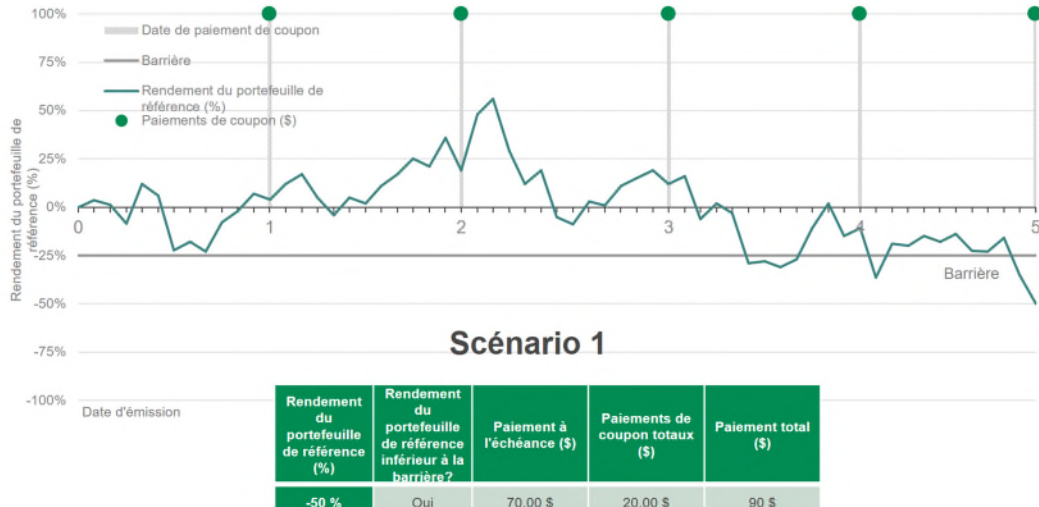 100%
Date de paiement de coupon
75%
Barrière
Rendement du portefeuille de
référence (%)
50%
Paiements de coupon ($)
25%
0%
0 1 2 3 4 5
-25%
Barrière
-50%
-75%
-100%
Rendement du portefeuille de
référence (%)
Scénario 1
Date d'émission
Rendement
du
portefeuille
de référence
(%)
Rendement
du
portefeuille
de référence
inférieur à la
barrière?
Paiement à
l'échéance ($)
Paiements de
coupon totaux
($)
Paiement total
($)
-50 % Oui 70.00 $ 20.00 $ 90 $